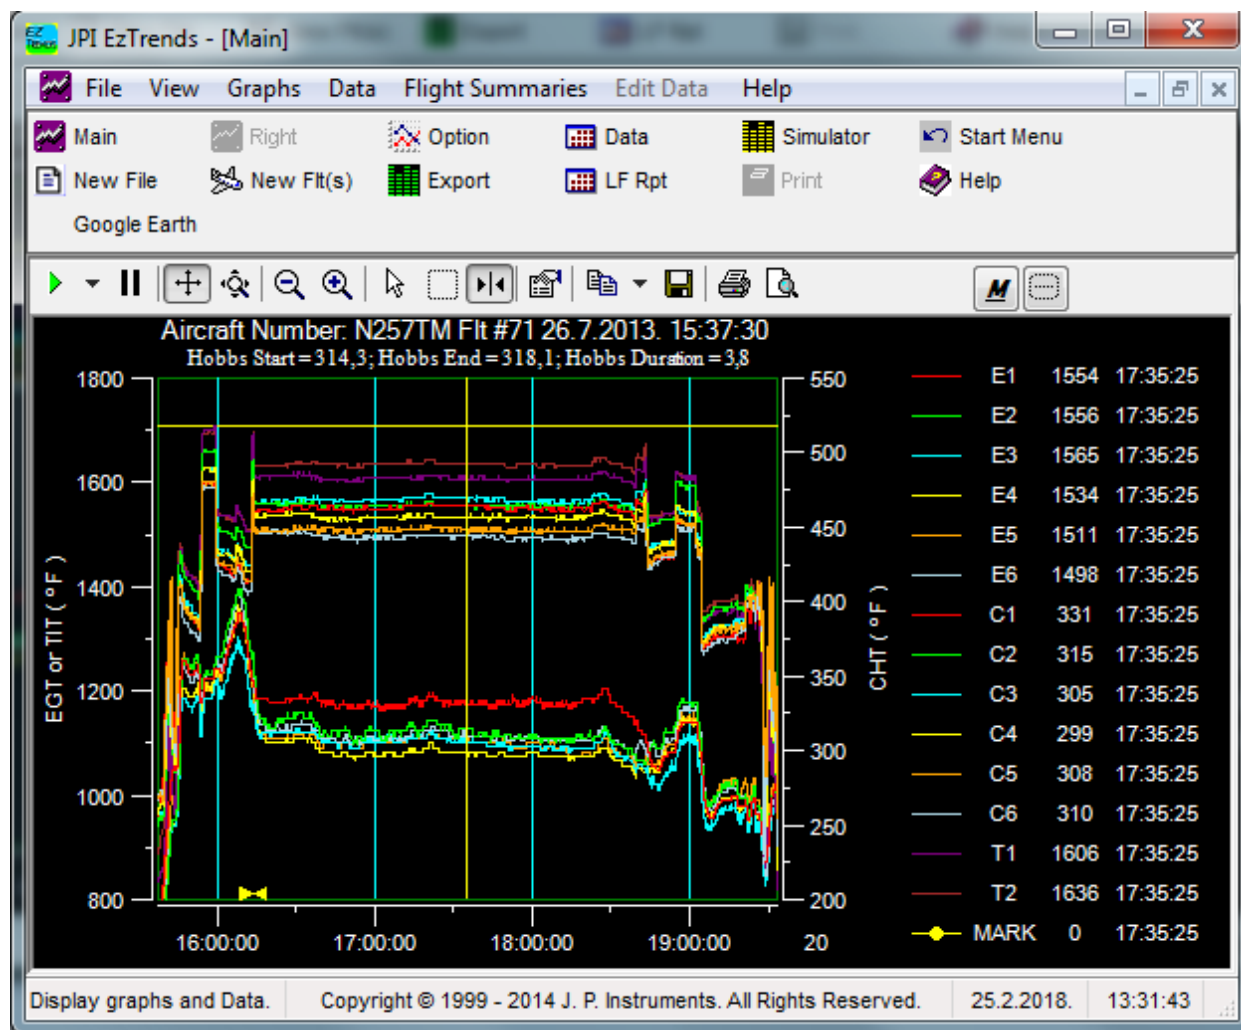 EZ
TRENDS
JPI EzTrends - [Main]
File View Graphs Data Flight Summaries Edit Data Help
Main Right Option Data Simulator Start Menu
New File New Flt(s) Export LF Rpt Print Help
Google Earth
M
Aircraft Number: N257TM Flt #71 26.7.2013. 15:37:30
Hobbs Start=314,3; Hobbs End=318,1; Hobbs Duration=3,8
EGT or TIT (°F)
1800
1600
1400
1200
1000
800
550
500
450
400
350
300
250
200
CHT (°F)
16:00:00 17:00:00 18:00:00 19:00:00 20
E1 1554 17:35:25
E2 1556 17:35:25
E3 1565 17:35:25
E4 1534 17:35:25
E5 1511 17:35:25
E6 1498 17:35:25
C1 331 17:35:25
C2 315 17:35:25
C3 305 17:35:25
C4 299 17:35:25
C5 308 17:35:25
C6 310 17:35:25
T1 1606 17:35:25
T2 1636 17:35:25
MARK 0 17:35:25
Display graphs and Data. Copyright © 1999 - 2014 J. P. Instruments. All Rights Reserved. 25.2.2018. 13:31:43